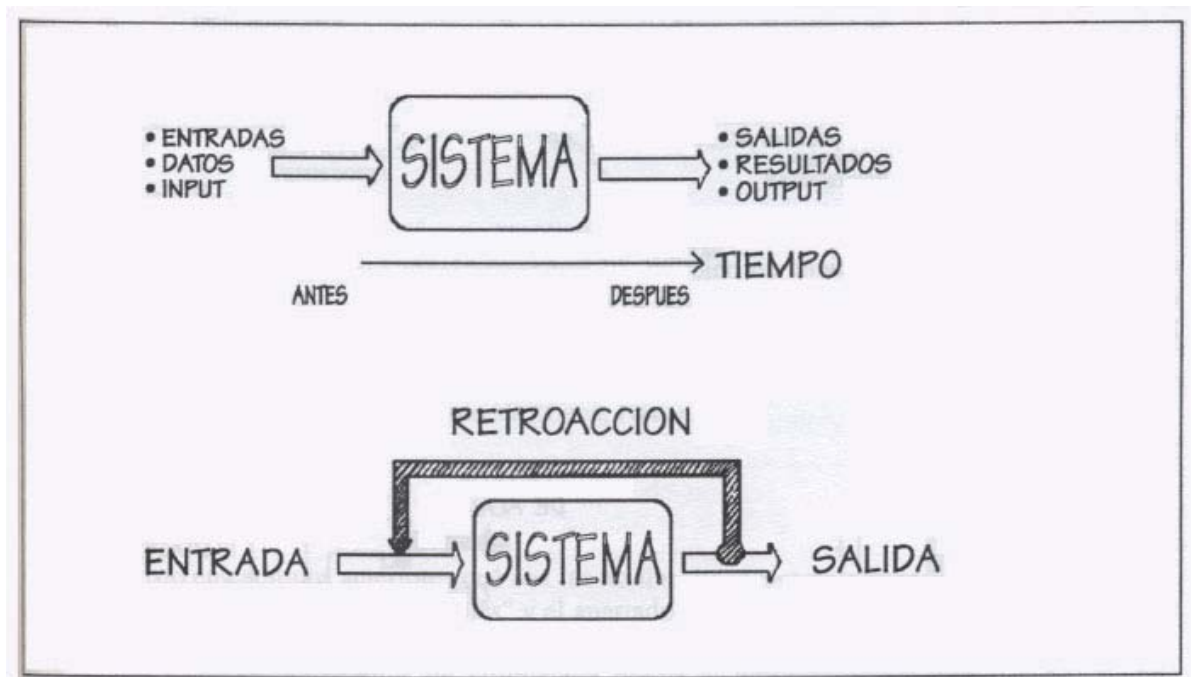 • ENTRADAS
• DATOS
• INPUT
SISTEMA
• SALIDAS
• RESULTADOS
• OUTPUT
TIEMPO
ANTES
DESPUES
RETROACCION
ENTRADA
SISTEMA
SALIDA